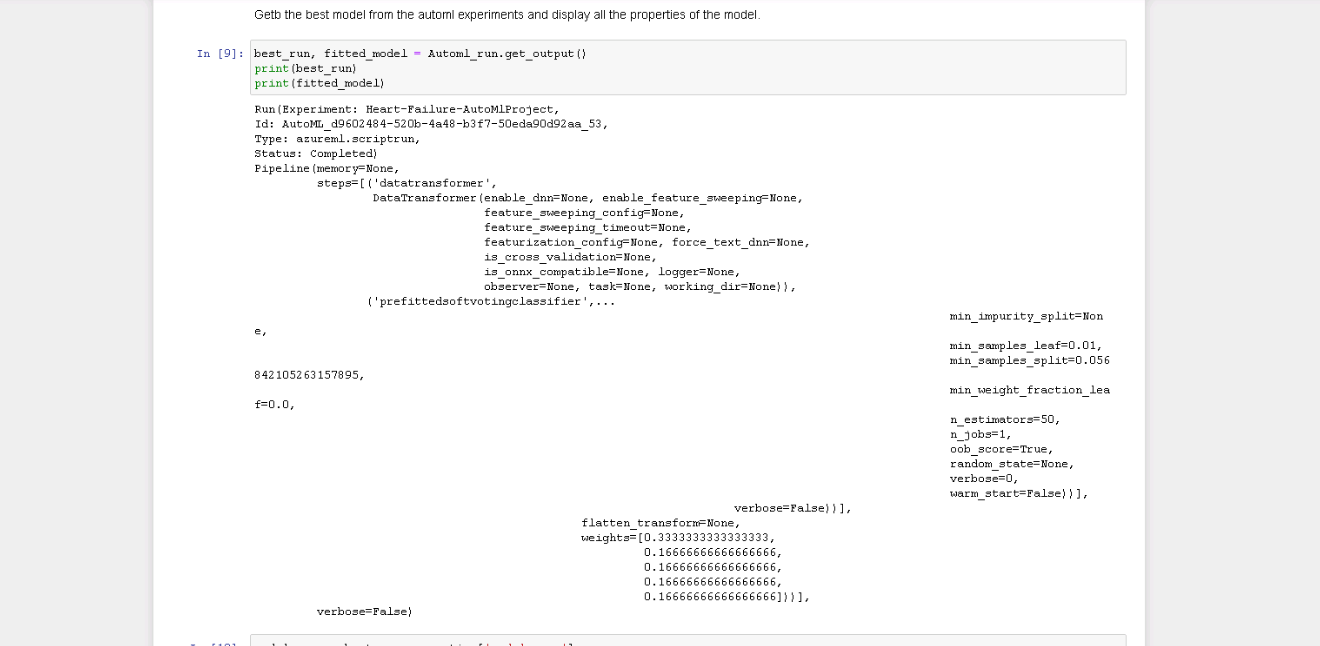 Getb the best model from the automl experiments and display all the properties of the model.
In [9]: best_run, fitted_model = Automl_run.get_output()
print(best_run)
print(fitted_model)
Run(Experiment: Heart-Failure-AutoMlProject,
Id: AutoML_d9602484-520b-4a48-b3f7-50eda90d92aa_53,
Type: azureml.scriptrun,
Status: Completed)
Pipeline(memory=None,
steps=[('datatransformer',
DataTransformer(enable_dnn=None, enable_feature_sweeping=None,
feature_sweeping_config=None,
feature_sweeping_timeout=None,
featurization_config=None, force_text_dnn=None,
is_cross_validation=None,
is_onnx_compatible=None, logger=None,
observer=None, task=None, working_dir=None)),
('prefittedsoftvotingclassifier',...
min_impurity_split=Non
e,
min_samples_leaf=0.01,
min_samples_split=0.056
842105263157895,
min_weight_fraction_lea
f=0.0,
n_estimators=50,
n_jobs=1,
oob_score=True,
random_state=None,
verbose=0,
warm_start=False))],
verbose=False))],
flatten_transform=None,
weights=[0.3333333333333333,
0.16666666666666666,
0.16666666666666666,
0.16666666666666666,
0.16666666666666666]))],
verbose=False)